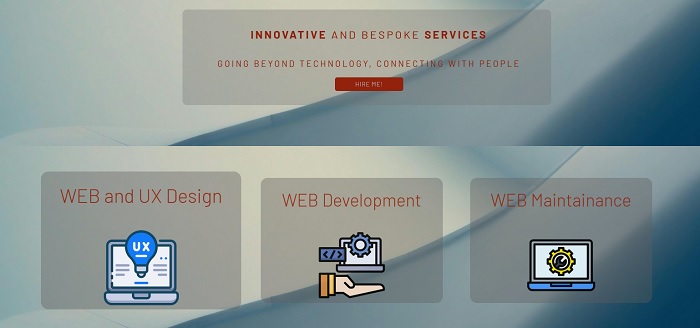 INNOVATIVE AND BESPOKE SERVICES
GOING BEYOND TECHNOLOGY, CONNECTING WITH PEOPLE
HIRE ME!
WEB and UX Design
WEB Development
WEB Maintainance
UX
</>